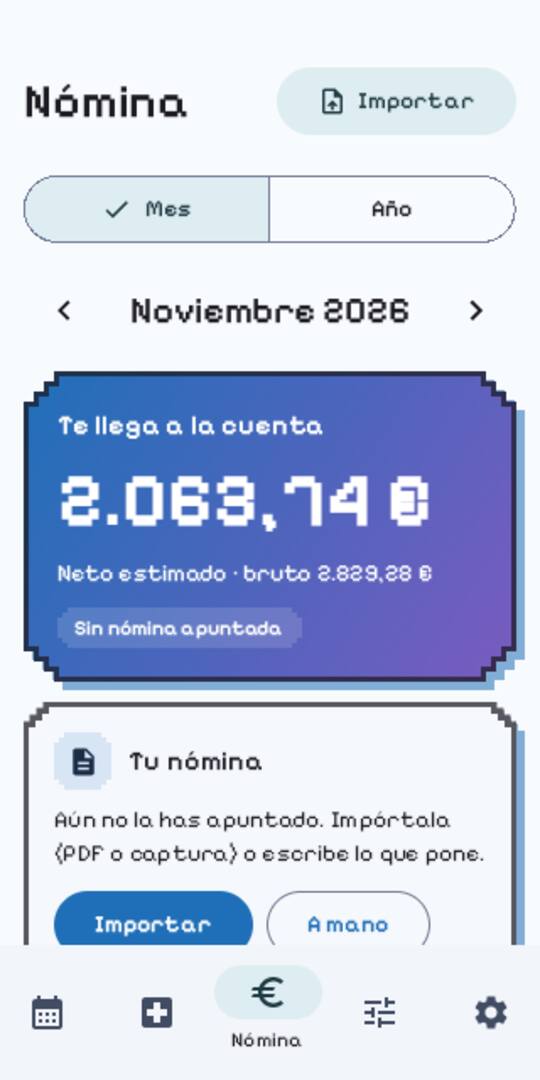 Nómina
Importar
Mes
Año
Noviembre 2026
Te llega a la cuenta
2.063,74 €
Neto estimado · bruto 2.829,28 €
Sin nómina apuntada
Tu nómina
Aún no la has apuntado. Impórtala
(PDF o captura) o escribe lo que pone.
Importar
A mano
Nómina